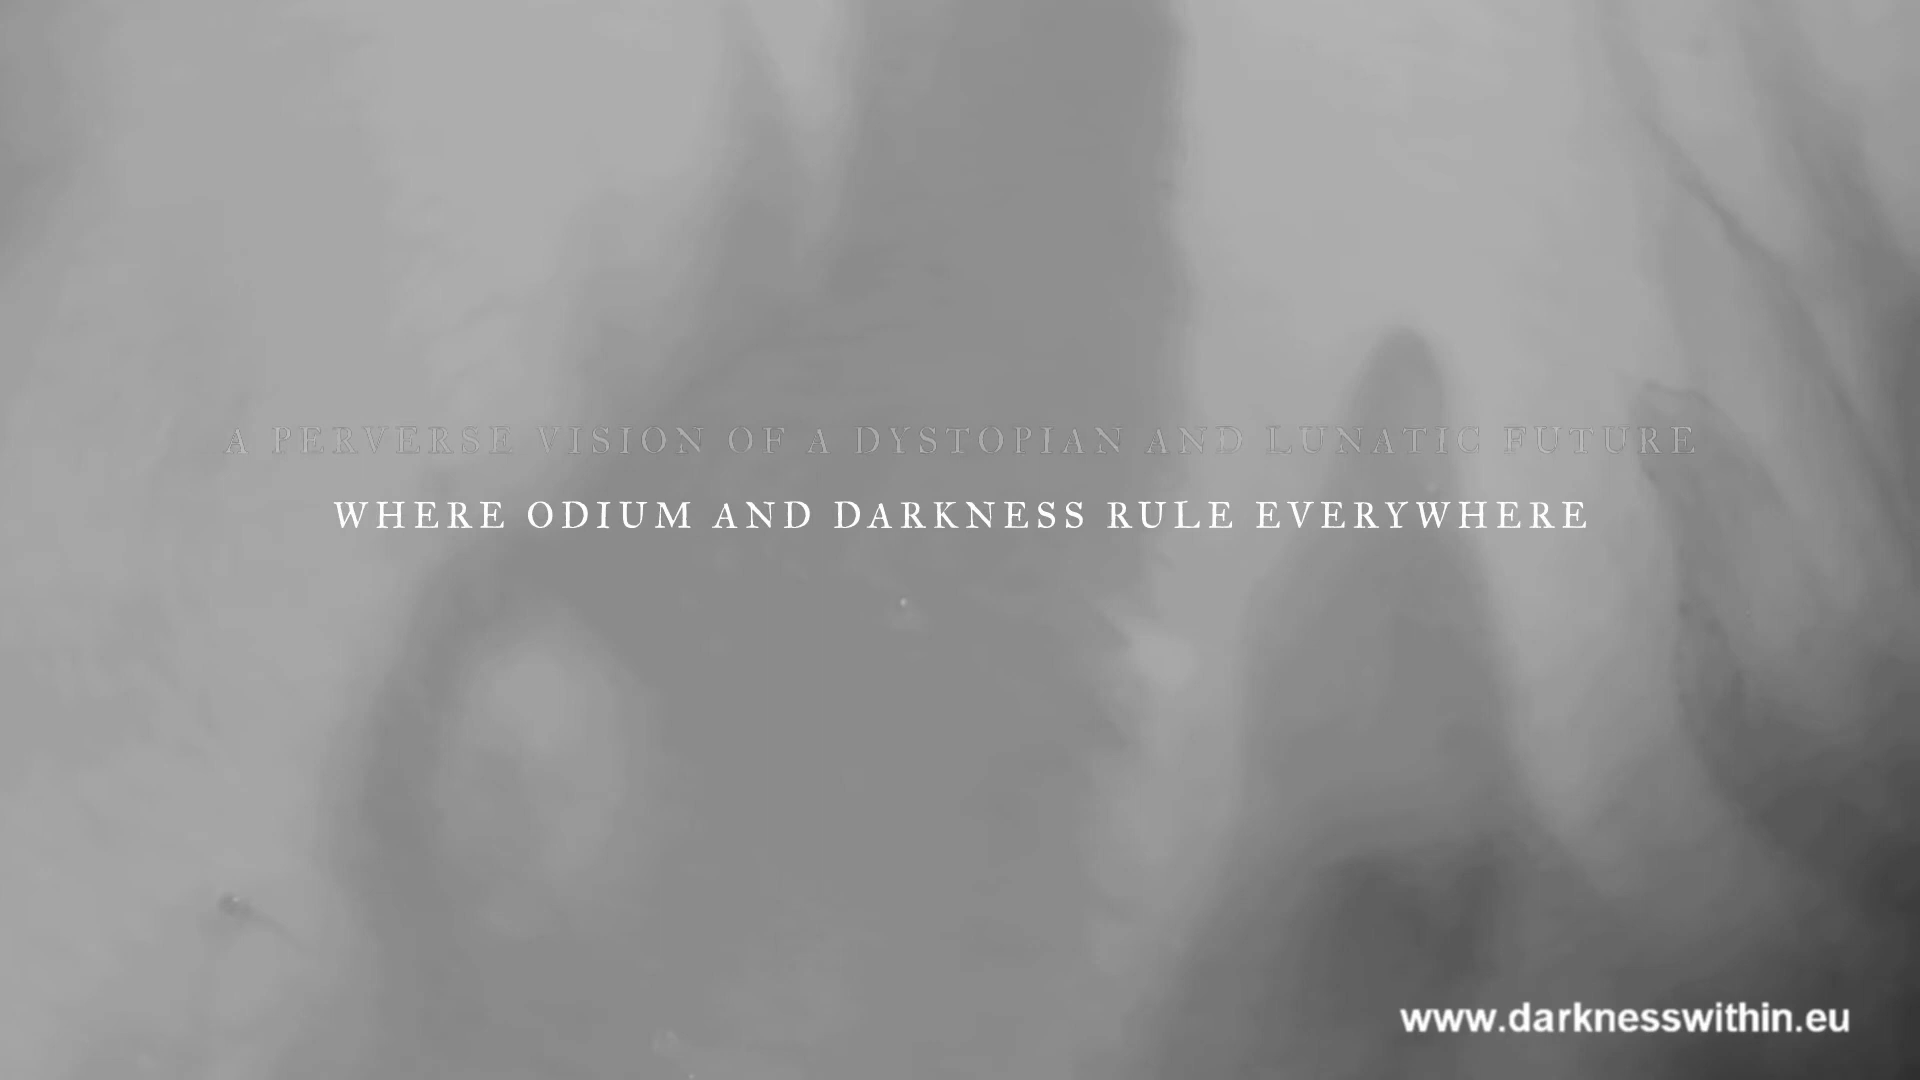 A PERVERSE VISION OF A DYSTOPIAN AND LUNATIC FUTURE
WHERE ODIUM AND DARKNESS RULE EVERYWHERE
www.darknesswithin.eu